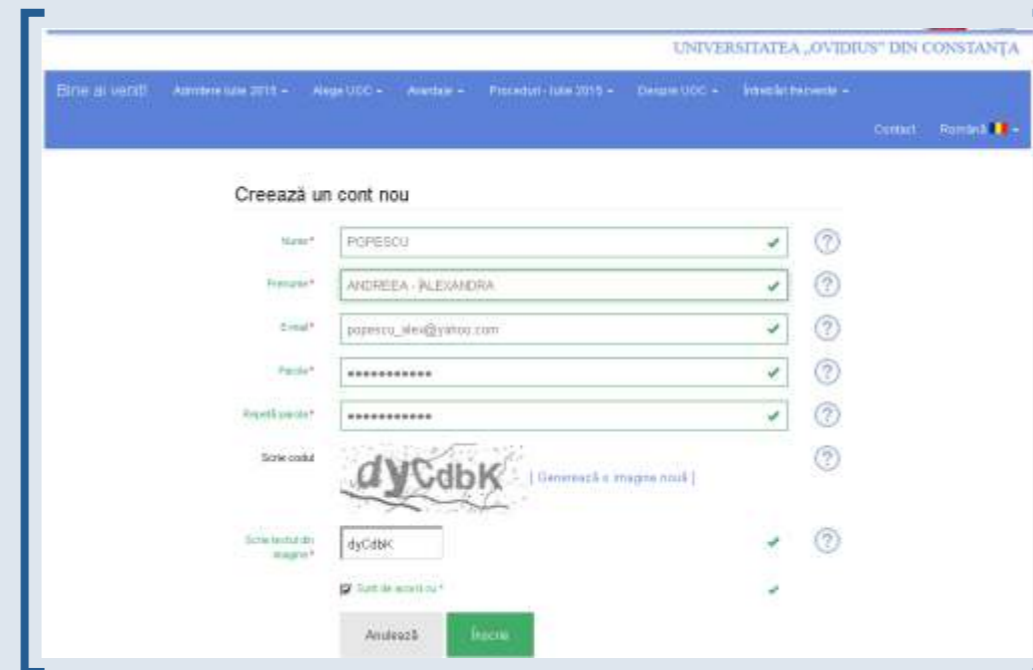 UNIVERSITATEA „OVIDIUS” DIN CONSTANȚA
Bine ai venit! Admitere Iulie 2015 Alege UOC Avantaje Proceduri - Iulie 2015 Despre UOC Întrebări frecvente
Contact Română
Creează un cont nou
Nume* POPESCU
Prenume* ANDREEA - ALEXANDRA
E-mail* popescu_alex@yahoo.com
Parola* •••••••••••
Repetă parola* •••••••••••
Scrie codul dyCdbK [ Generează o imagine nouă ]
Scrie textul din
imagine* dyCdbK
Sunt de acord cu *
Anulează Înscrie